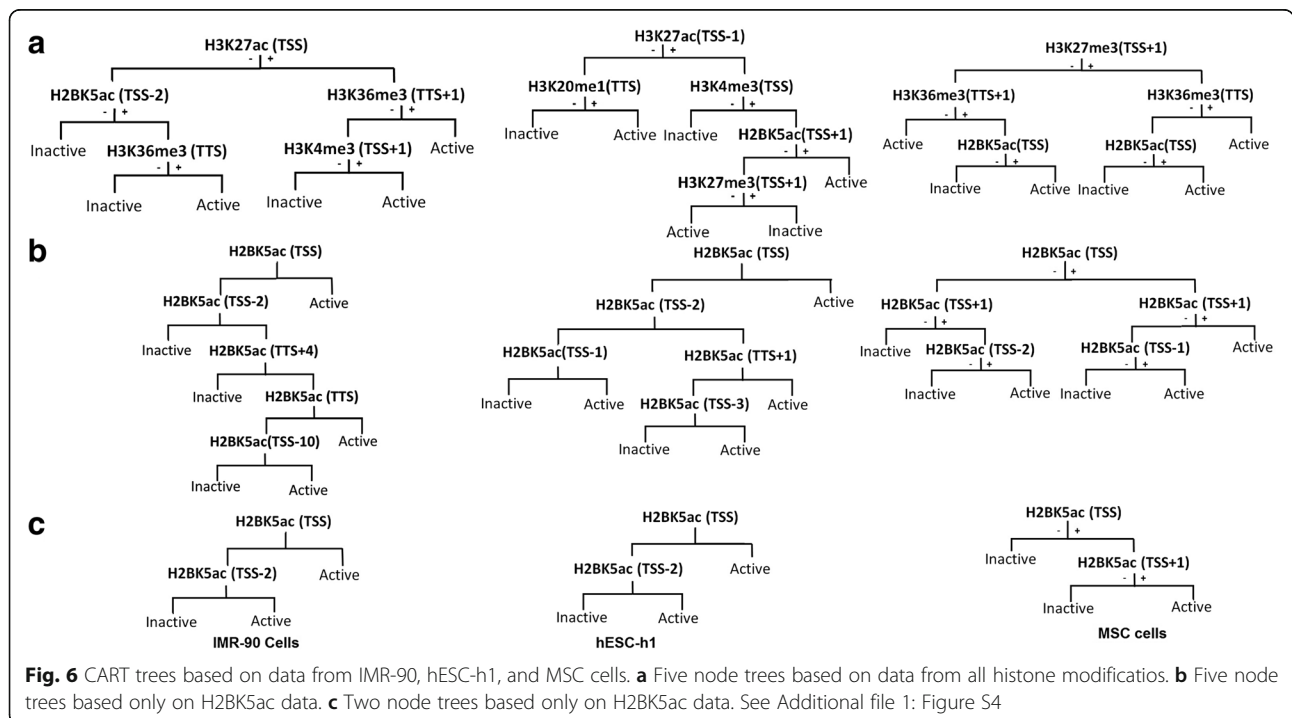 a
H3K27ac (TSS)
- +
H2BK5ac (TSS-2)
- +
H3K36me3 (TTS+1)
- +
Inactive
H3K36me3 (TTS)
- +
H3K4me3 (TSS+1)
- +
Active
Inactive
Active
Inactive
Active
H3K27ac(TSS-1)
- +
H3K20me1(TTS)
- +
H3K4me3(TSS)
- +
Inactive
Active
Inactive
H2BK5ac(TSS+1)
- +
H3K27me3(TSS+1)
- +
Active
Active
Inactive
H3K27me3(TSS+1)
- +
H3K36me3(TTS+1)
- +
H3K36me3(TTS)
- +
Active
H2BK5ac(TSS)
- +
H2BK5ac(TSS)
- +
Active
Inactive
Active
Inactive
Active
b
H2BK5ac (TSS)
H2BK5ac (TSS-2)
Active
Inactive
H2BK5ac (TTS+4)
Inactive
H2BK5ac (TTS)
H2BK5ac(TSS-10)
Active
Inactive
Active
H2BK5ac (TSS)
H2BK5ac (TSS-2)
Active
H2BK5ac(TSS-1)
H2BK5ac (TTS+1)
Inactive
Active
H2BK5ac (TSS-3)
Active
Inactive
Active
H2BK5ac (TSS)
- +
H2BK5ac (TSS+1)
- +
H2BK5ac (TSS+1)
- +
Inactive
H2BK5ac (TSS-2)
- +
H2BK5ac (TSS-1)
- +
Active
Inactive
Active
Inactive
Active
c
H2BK5ac (TSS)
H2BK5ac (TSS-2)
Active
Inactive
Active
IMR-90 Cells
H2BK5ac (TSS)
H2BK5ac (TSS-2)
Active
Inactive
Active
hESC-h1
H2BK5ac (TSS)
- +
Inactive
H2BK5ac (TSS+1)
- +
Inactive
Active
MSC cells
Fig. 6 CART trees based on data from IMR-90, hESC-h1, and MSC cells. a Five node trees based on data from all histone modificatios. b Five node
trees based only on H2BK5ac data. c Two node trees based only on H2BK5ac data. See Additional file 1: Figure S4